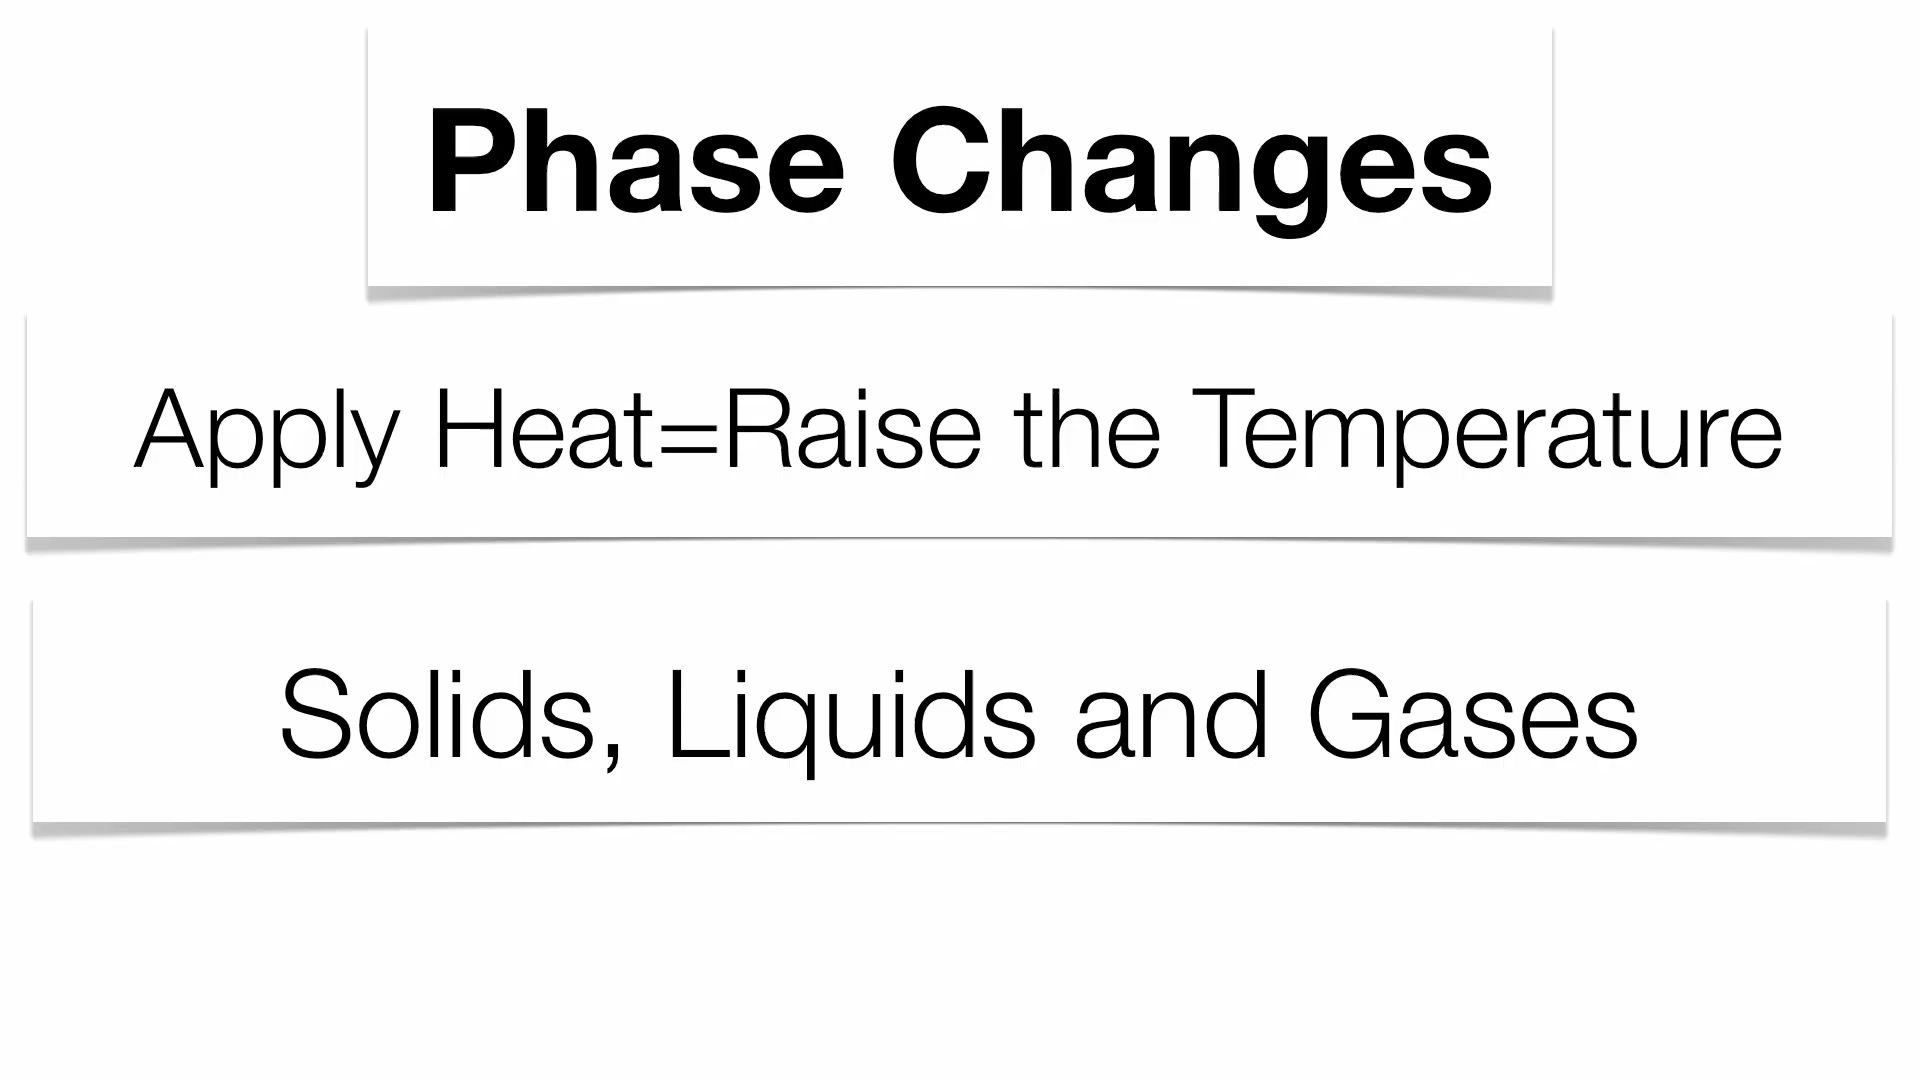 Phase Changes
Apply Heat=Raise the Temperature
Solids, Liquids and Gases